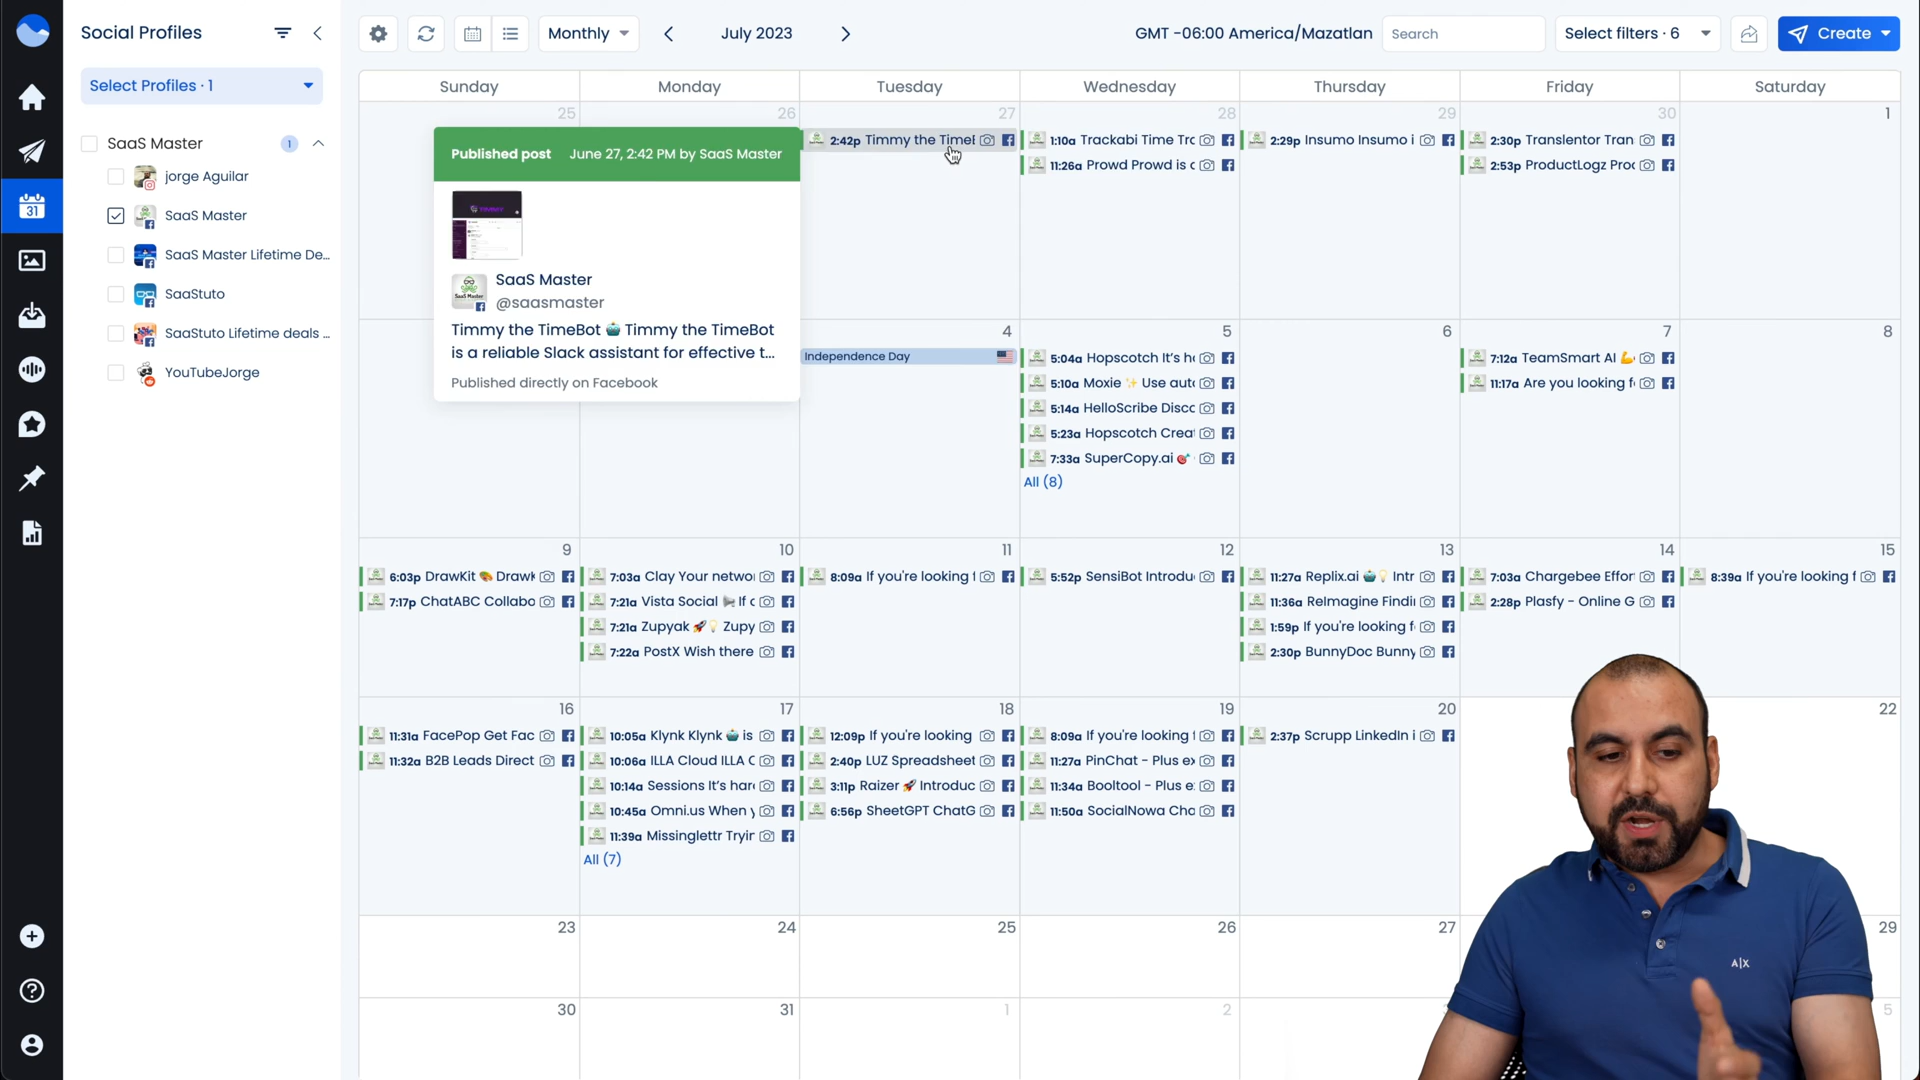 Social Profiles
Monthly
July 2023
GMT -06:00 America/Mazatlan
Search
Select filters · 6
Create
Select Profiles · 1
SaaS Master
1
jorge Aguilar
SaaS Master
SaaS Master Lifetime De...
SaaStuto
SaaStuto Lifetime deals ...
YouTubeJorge
31
Sunday Monday Tuesday Wednesday Thursday Friday Saturday
25 26 27 28 29 30 1
2:42p Timmy the TimeB
1:10a Trackabi Time Trc
11:26a Prowd Prowd is c
2:29p Insumo Insumo i
2:30p Translentor Tran
2:53p ProductLogz Proc
Published post June 27, 2:42 PM by SaaS Master
TIMMY
SaaS Master
@saasmaster
Timmy the TimeBot 🤖 Timmy the TimeBot
is a reliable Slack assistant for effective t...
Published directly on Facebook
4 5 6 7 8
Independence Day
5:04a Hopscotch It's he
5:10a Moxie ✨ Use aut
5:14a HelloScribe Disco
5:23a Hopscotch Crea
7:33a SuperCopy.ai 🎯
All (8)
7:12a TeamSmart AI 💪
11:17a Are you looking f
9 10 11 12 13 14 15
6:03p DrawKit 🎨 Drawk
7:17p ChatABC Collabo
7:03a Clay Your networ
7:21a Vista Social 📢 If c
7:21a Zupyak 🚀💡 Zupy
7:22a PostX Wish there
8:09a If you're looking f
5:52p SensiBot Introdu
11:27a Replix.ai 🤖💡 Intr
11:36a ReImagine Findin
1:59p If you're looking f
2:30p BunnyDoc Bunny
7:03a Chargebee Effor
2:28p Plasfy - Online G
8:39a If you're looking f
16 17 18 19 20 22
11:31a FacePop Get Fac
11:32a B2B Leads Direct
10:05a Klynk Klynk 🤖 is
10:06a ILLA Cloud ILLA C
10:14a Sessions It's hard
10:45a Omni.us When y
11:39a Missinglettr Tryin
All (7)
12:09p If you're looking
2:40p LUZ Spreadsheet
3:11p Raizer 🚀 Introduc
6:56p SheetGPT ChatG
8:09a If you're looking f
11:27a PinChat - Plus ex
11:34a Booltool - Plus e
11:50a SocialNowa Cha
2:37p Scrupp LinkedIn i
23 24 25 26 27 29
30 31 1 2 5
A|X